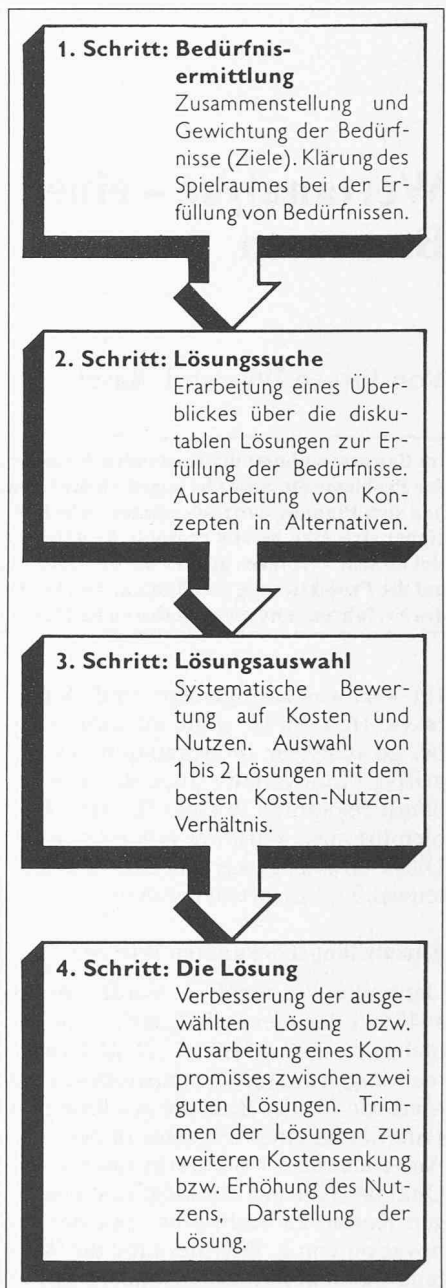 1. Schritt: Bedürfnis-
ermittlung
Zusammenstellung und
Gewichtung der Bedürf-
nisse (Ziele). Klärung des
Spielraumes bei der Er-
füllung von Bedürfnissen.
2. Schritt: Lösungssuche
Erarbeitung eines Über-
blickes über die disku-
tablen Lösungen zur Er-
füllung der Bedürfnisse.
Ausarbeitung von Kon-
zepten in Alternativen.
3. Schritt: Lösungsauswahl
Systematische Bewer-
tung auf Kosten und
Nutzen. Auswahl von
1 bis 2 Lösungen mit dem
besten Kosten-Nutzen-
Verhältnis.
4. Schritt: Die Lösung
Verbesserung der ausge-
wählten Lösung bzw.
Ausarbeitung eines Kom-
promisses zwischen zwei
guten Lösungen. Trim-
men der Lösungen zur
weiteren Kostensenkung
bzw. Erhöhung des Nut-
zens, Darstellung der
Lösung.